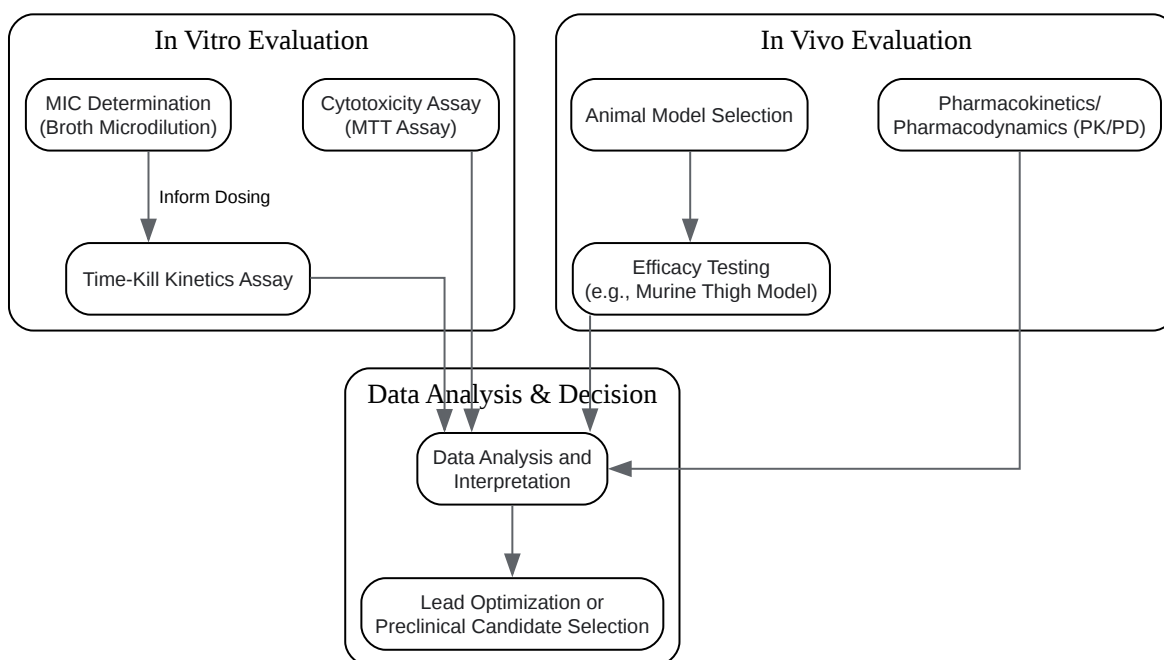 In Vitro Evaluation
MIC Determination
(Broth Microdilution)
Cytotoxicity Assay
(MTT Assay)
Inform Dosing
Time-Kill Kinetics Assay
In Vivo Evaluation
Animal Model Selection
Pharmacokinetics/
Pharmacodynamics (PK/PD)
Efficacy Testing
(e.g., Murine Thigh Model)
Data Analysis & Decision
Data Analysis and
Interpretation
Lead Optimization or
Preclinical Candidate Selection